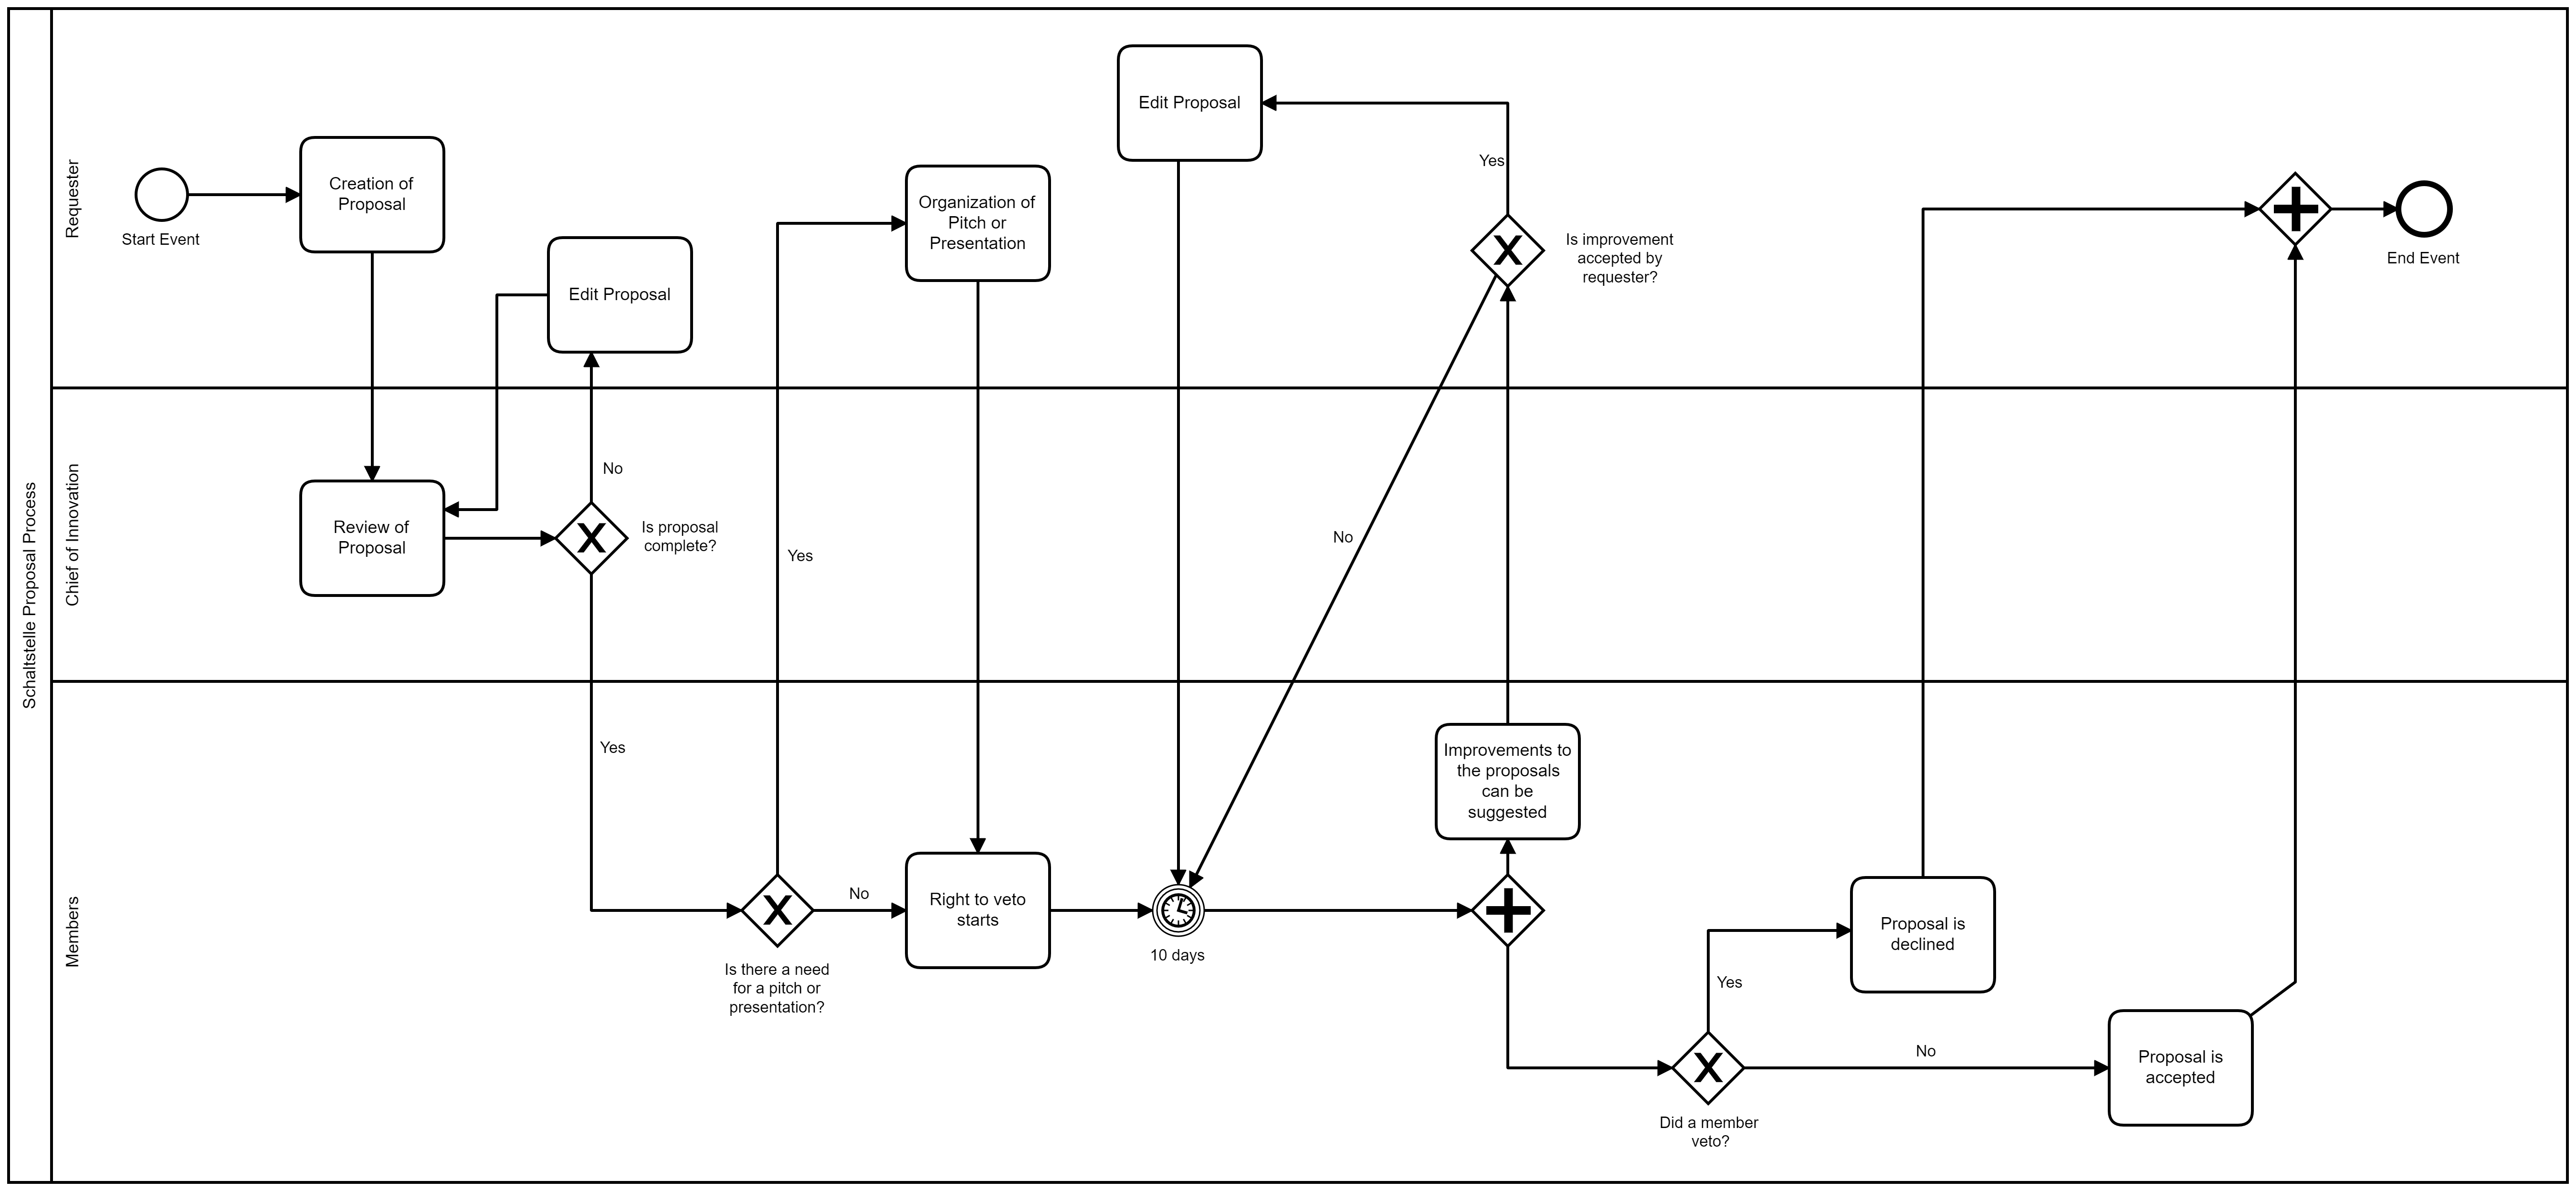 Schaltstelle Proposal Process
Requester
Start Event
Creation of
Proposal
Edit Proposal
Organization of
Pitch or
Presentation
Edit Proposal
Yes
Is improvement
accepted by
requester?
End Event
Chief of Innovation
Review of
Proposal
No
Is proposal
complete?
Yes
No
Members
Yes
Is there a need
for a pitch or
presentation?
No
Right to veto
starts
10 days
Improvements to
the proposals
can be
suggested
Did a member
veto?
Yes
Proposal is
declined
No
Proposal is
accepted